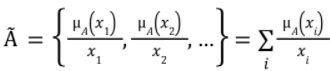 Ã = { μ_A(x_1)/x_1, μ_A(x_2)/x_2, ... } = ∑_i μ_A(x_i)/x_i